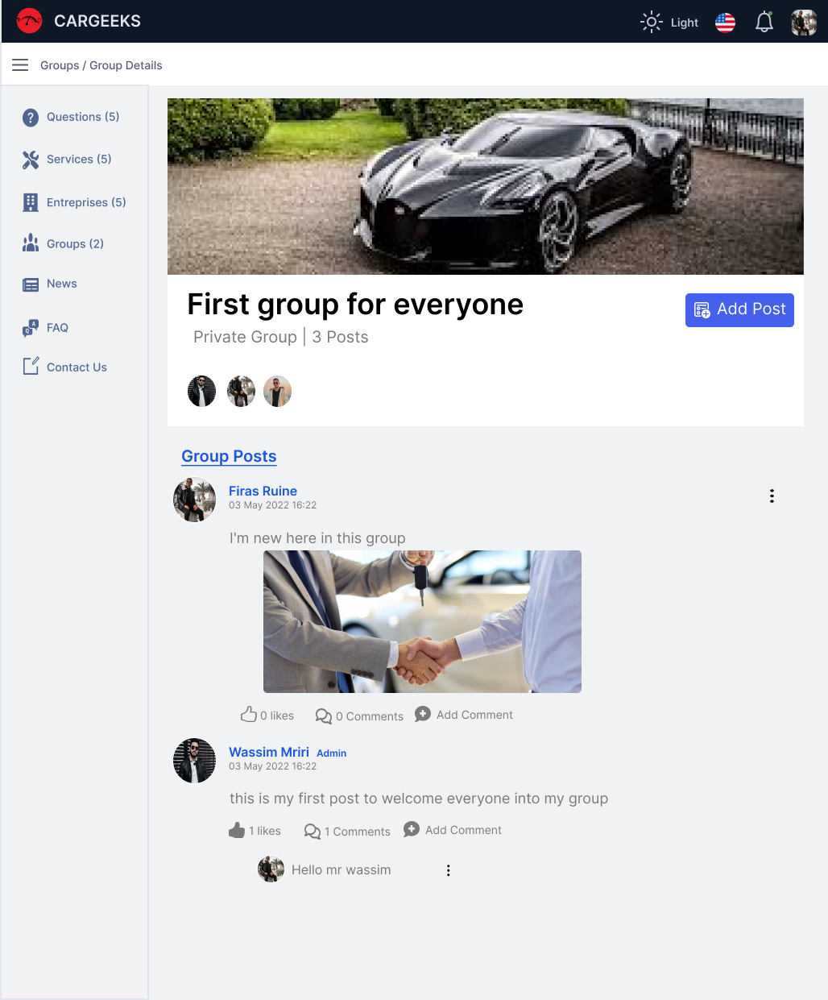 CARGEEKS
Light
Groups / Group Details
Questions (5)
Services (5)
Entreprises (5)
Groups (2)
News
FAQ
Contact Us
First group for everyone
Add Post
Private Group | 3 Posts
Group Posts
Firas Ruine
03 May 2022 16:22
I'm new here in this group
0 likes 0 Comments Add Comment
Wassim Mriri Admin
03 May 2022 16:22
this is my first post to welcome everyone into my group
1 likes 1 Comments Add Comment
Hello mr wassim